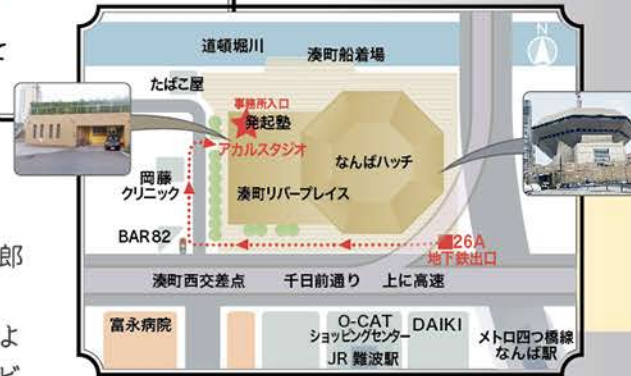 て
郎
よ
ビ
道頓堀川
湊町船着場
N
たばこ屋
事務所入口
発起塾
アカルスタジオ
なんばハッチ
岡藤
クリニック
湊町リバープレイス
BAR82
26A
地下鉄出口
湊町西交差点
千日前通り
上に高速
富永病院
O-CAT
ショッピングセンター
DAIKI
JR 難波駅
メトロ四つ橋線
なんば駅